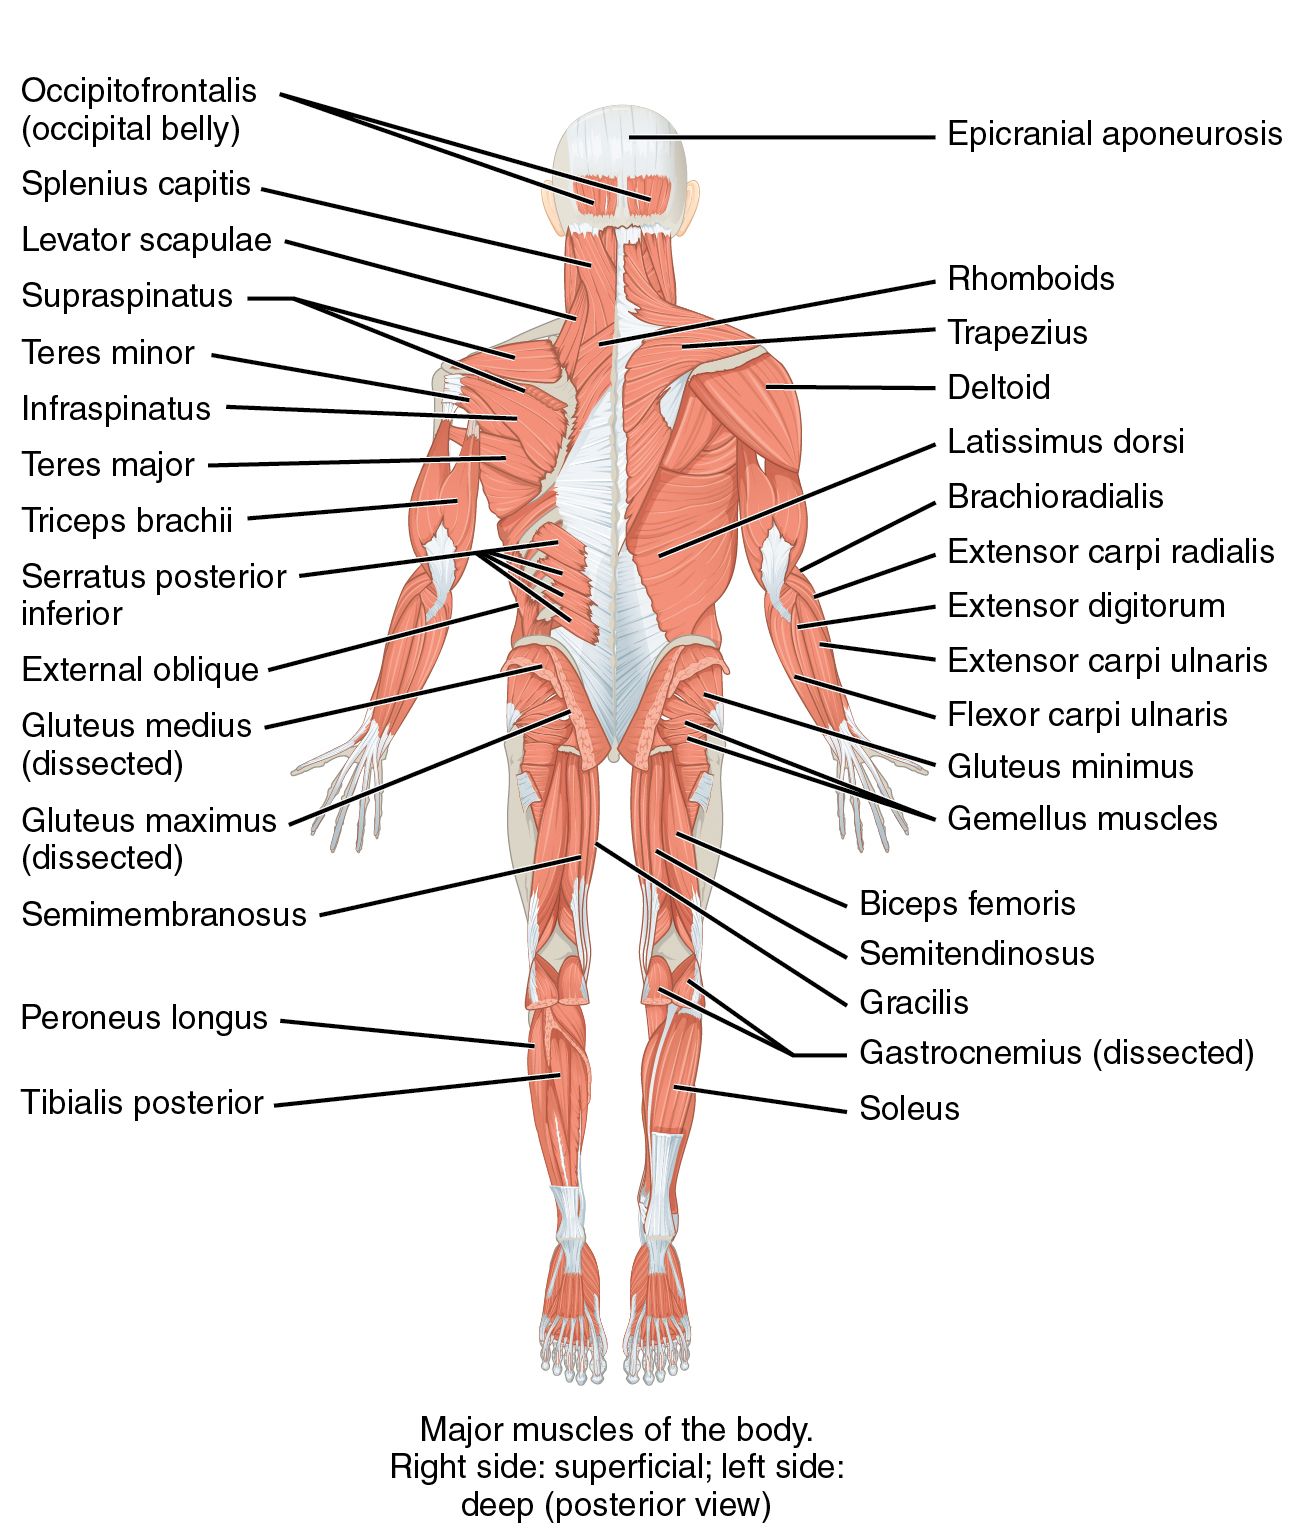 Occipitofrontalis
(occipital belly)
Splenius capitis
Levator scapulae
Supraspinatus
Teres minor
Infraspinatus
Teres major
Triceps brachii
Serratus posterior
inferior
External oblique
Gluteus medius
(dissected)
Gluteus maximus
(dissected)
Semimembranosus
Peroneus longus
Tibialis posterior
Epicranial aponeurosis
Rhomboids
Trapezius
Deltoid
Latissimus dorsi
Brachioradialis
Extensor carpi radialis
Extensor digitorum
Extensor carpi ulnaris
Flexor carpi ulnaris
Gluteus minimus
Gemellus muscles
Biceps femoris
Semitendinosus
Gracilis
Gastrocnemius (dissected)
Soleus
Major muscles of the body.
Right side: superficial; left side:
deep (posterior view)